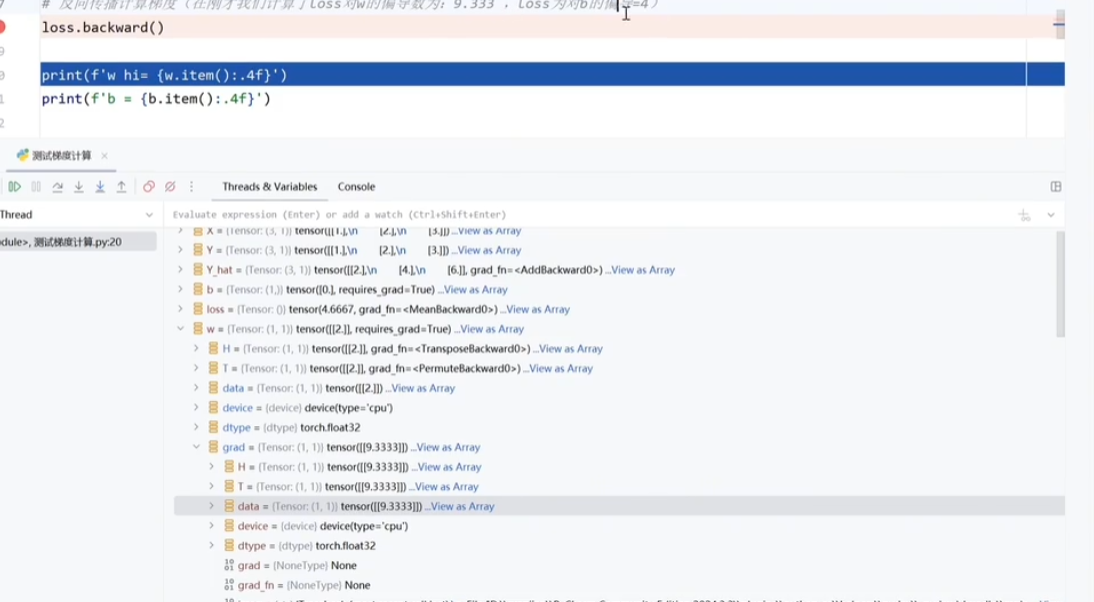 # 反向传播计算梯度（在刚才我们计算了Loss对w的偏导数为：9.333 ，Loss为对b的偏导=4）
loss.backward()
9
print(f'w hi= {w.item():.4f}')
print(f'b = {b.item():.4f}')
测试梯度计算 ×
Threads & Variables Console
Thread
Evaluate expression (Enter) or add a watch (Ctrl+Shift+Enter)
dule>, 测试梯度计算.py:20
X = {Tensor: (3, 1)} tensor([[1.],\n [2.],\n [3.]]) ...View as Array
Y = {Tensor: (3, 1)} tensor([[1.],\n [2.],\n [3.]]) ...View as Array
Y_hat = {Tensor: (3, 1)} tensor([[2.],\n [4.],\n [6.]], grad_fn=<AddBackward0>) ...View as Array
b = {Tensor: (1,)} tensor([0.], requires_grad=True) ...View as Array
loss = {Tensor: ()} tensor(4.6667, grad_fn=<MeanBackward0>) ...View as Array
w = {Tensor: (1, 1)} tensor([[2.]], requires_grad=True) ...View as Array
H = {Tensor: (1, 1)} tensor([[2.]], grad_fn=<TransposeBackward0>) ...View as Array
T = {Tensor: (1, 1)} tensor([[2.]], grad_fn=<PermuteBackward0>) ...View as Array
data = {Tensor: (1, 1)} tensor([[2.]]) ...View as Array
device = {device} device(type='cpu')
dtype = {dtype} torch.float32
grad = {Tensor: (1, 1)} tensor([[9.3333]]) ...View as Array
H = {Tensor: (1, 1)} tensor([[9.3333]]) ...View as Array
T = {Tensor: (1, 1)} tensor([[9.3333]]) ...View as Array
data = {Tensor: (1, 1)} tensor([[9.3333]]) ...View as Array
device = {device} device(type='cpu')
dtype = {dtype} torch.float32
grad = {NoneType} None
grad_fn = {NoneType} None